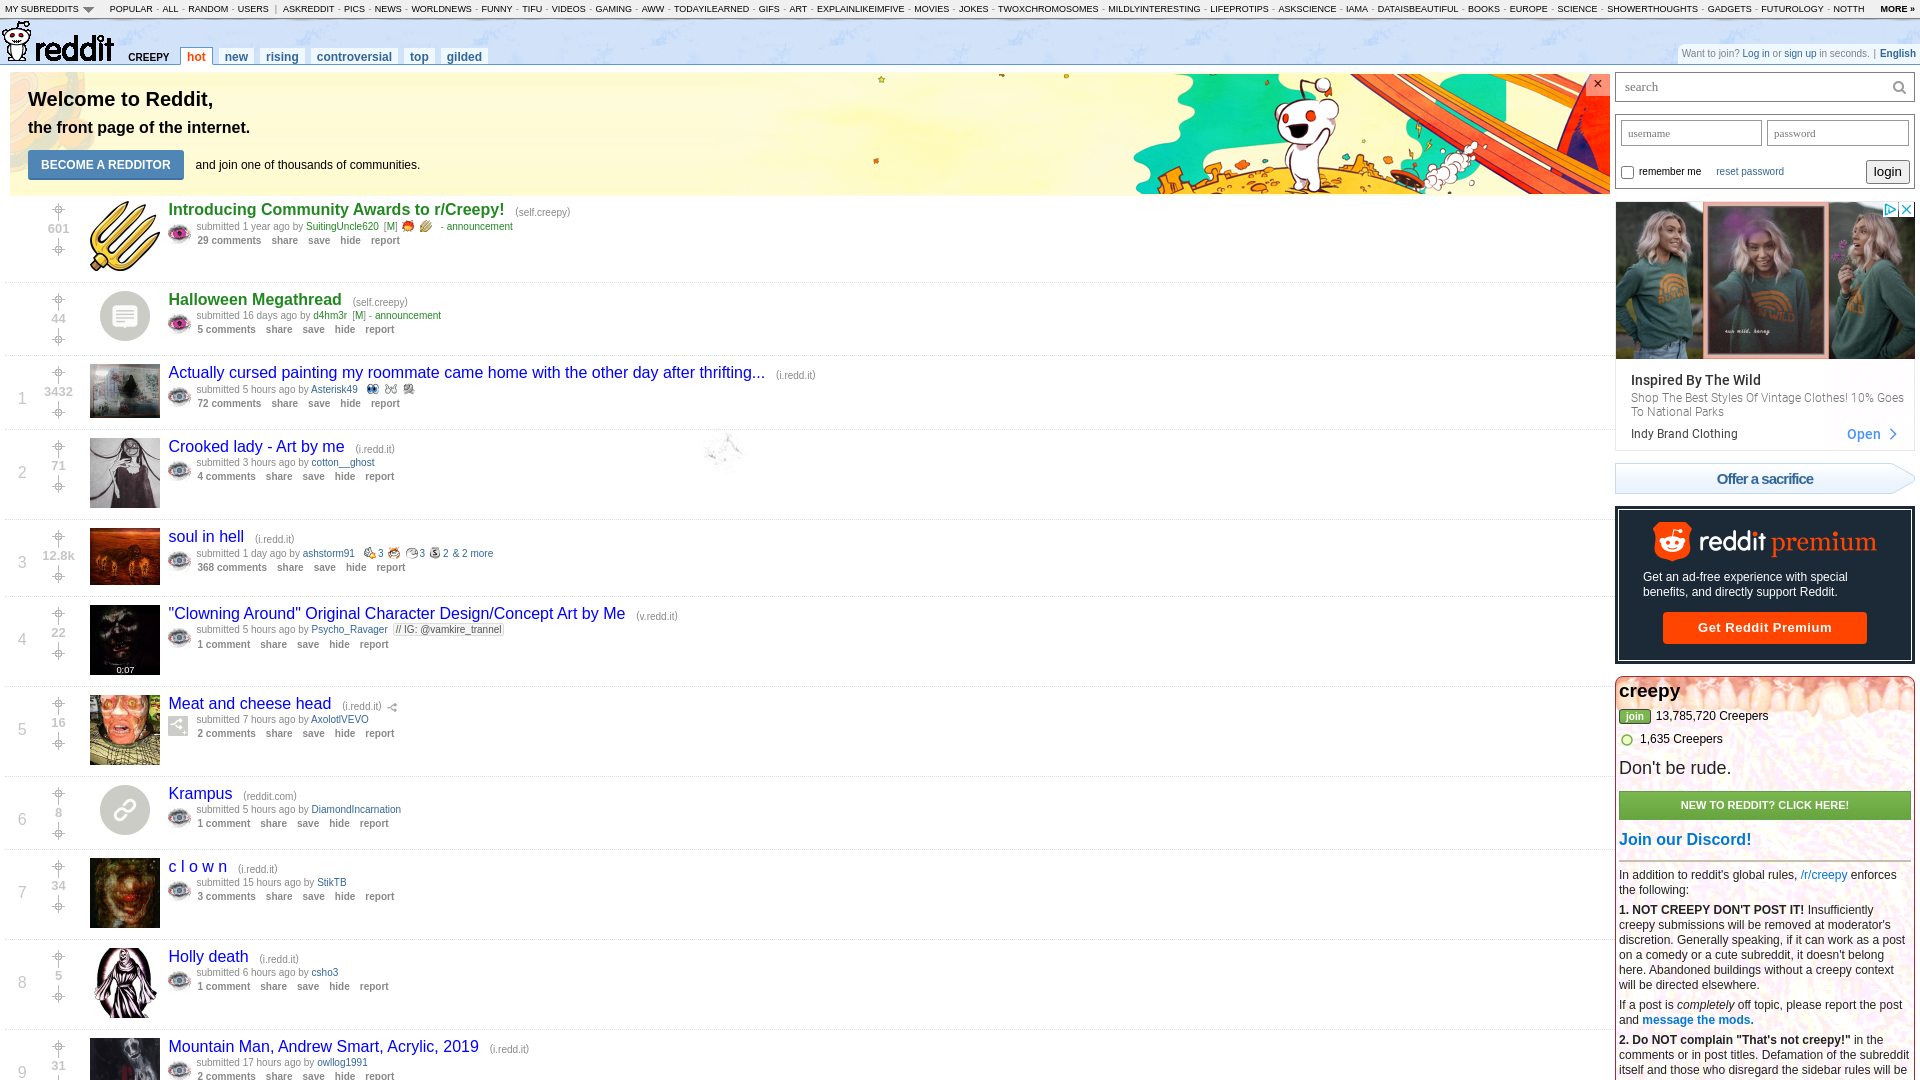 MY SUBREDDITS POPULAR - ALL - RANDOM - USERS | ASKREDDIT - PICS - NEWS - WORLDNEWS - FUNNY - TIFU - VIDEOS - GAMING - AWW - TODAYILEARNED - GIFS - ART - EXPLAINLIKEIMFIVE - MOVIES - JOKES - TWOXCHROMOSOMES - MILDLYINTERESTING - LIFEPROTIPS - ASKSCIENCE - IAMA - DATAISBEAUTIFUL - BOOKS - EUROPE - SCIENCE - SHOWERTHOUGHTS - GADGETS - FUTUROLOGY - NOTTH MORE »
reddit CREEPY hot new rising controversial top gilded
Want to join? Log in or sign up in seconds. | English
Welcome to Reddit,
the front page of the internet.
BECOME A REDDITOR and join one of thousands of communities.
×
601
Introducing Community Awards to r/Creepy! (self.creepy)
submitted 1 year ago by SuitingUncle620 [M] - announcement
29 comments share save hide report
44
Halloween Megathread (self.creepy)
submitted 16 days ago by d4hm3r [M] - announcement
5 comments share save hide report
1
3432
Actually cursed painting my roommate came home with the other day after thrifting... (i.redd.it)
submitted 5 hours ago by Asterisk49
72 comments share save hide report
2
71
Crooked lady - Art by me (i.redd.it)
submitted 3 hours ago by cotton__ghost
4 comments share save hide report
3
12.8k
soul in hell (i.redd.it)
submitted 1 day ago by ashstorm91 3 3 2 & 2 more
368 comments share save hide report
4
22
0:07
"Clowning Around" Original Character Design/Concept Art by Me (v.redd.it)
submitted 5 hours ago by Psycho_Ravager // IG: @vamkire_trannel
1 comment share save hide report
5
16
Meat and cheese head (i.redd.it)
submitted 7 hours ago by AxolotlVEVO
2 comments share save hide report
6
8
Krampus (reddit.com)
submitted 5 hours ago by DiamondIncarnation
1 comment share save hide report
7
34
c l o w n (i.redd.it)
submitted 15 hours ago by StikTB
3 comments share save hide report
8
5
Holly death (i.redd.it)
submitted 6 hours ago by csho3
1 comment share save hide report
9
31
Mountain Man, Andrew Smart, Acrylic, 2019 (i.redd.it)
submitted 17 hours ago by owllog1991
2 comments share save hide report
search
username password
remember me reset password login
our mild, honey
Inspired By The Wild
Shop The Best Styles Of Vintage Clothes! 10% Goes
To National Parks
Indy Brand Clothing Open
Offer a sacrifice
reddit premium
Get an ad-free experience with special
benefits, and directly support Reddit.
Get Reddit Premium
creepy
join 13,785,720 Creepers
1,635 Creepers
Don't be rude.
NEW TO REDDIT? CLICK HERE!
Join our Discord!
In addition to reddit's global rules, /r/creepy enforces
the following:
1. NOT CREEPY DON'T POST IT! Insufficiently
creepy submissions will be removed at moderator's
discretion. Generally speaking, if it can work as a post
on a comedy or a cute subreddit, it doesn't belong
here. Abandoned buildings without a creepy context
will be directed elsewhere.
If a post is completely off topic, please report the post
and message the mods.
2. Do NOT complain "That's not creepy!" in the
comments or in post titles. Defamation of the subreddit
itself and those who disregard the sidebar rules will be